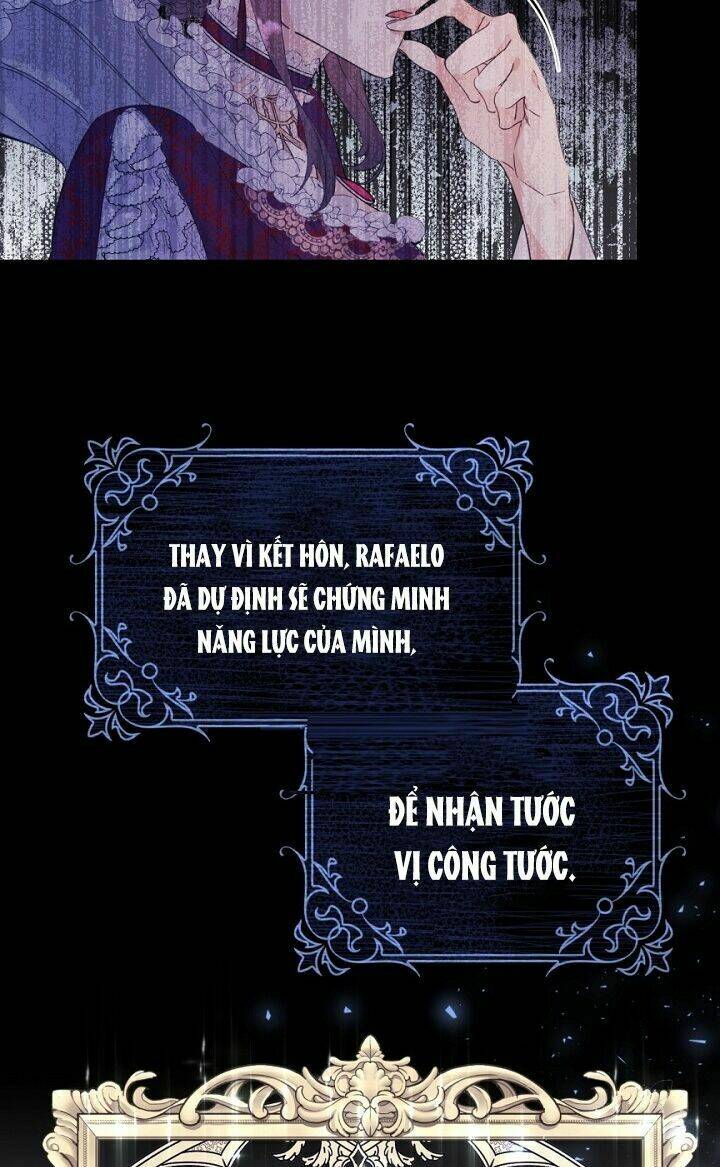 THAY VÌ KẾT HÔN, RAFAELO
ĐÃ DỰ ĐỊNH SẼ CHỨNG MINH
NĂNG LỰC CỦA MÌNH,
ĐỂ NHẬN TƯỚC
VỊ CÔNG TƯỚC.